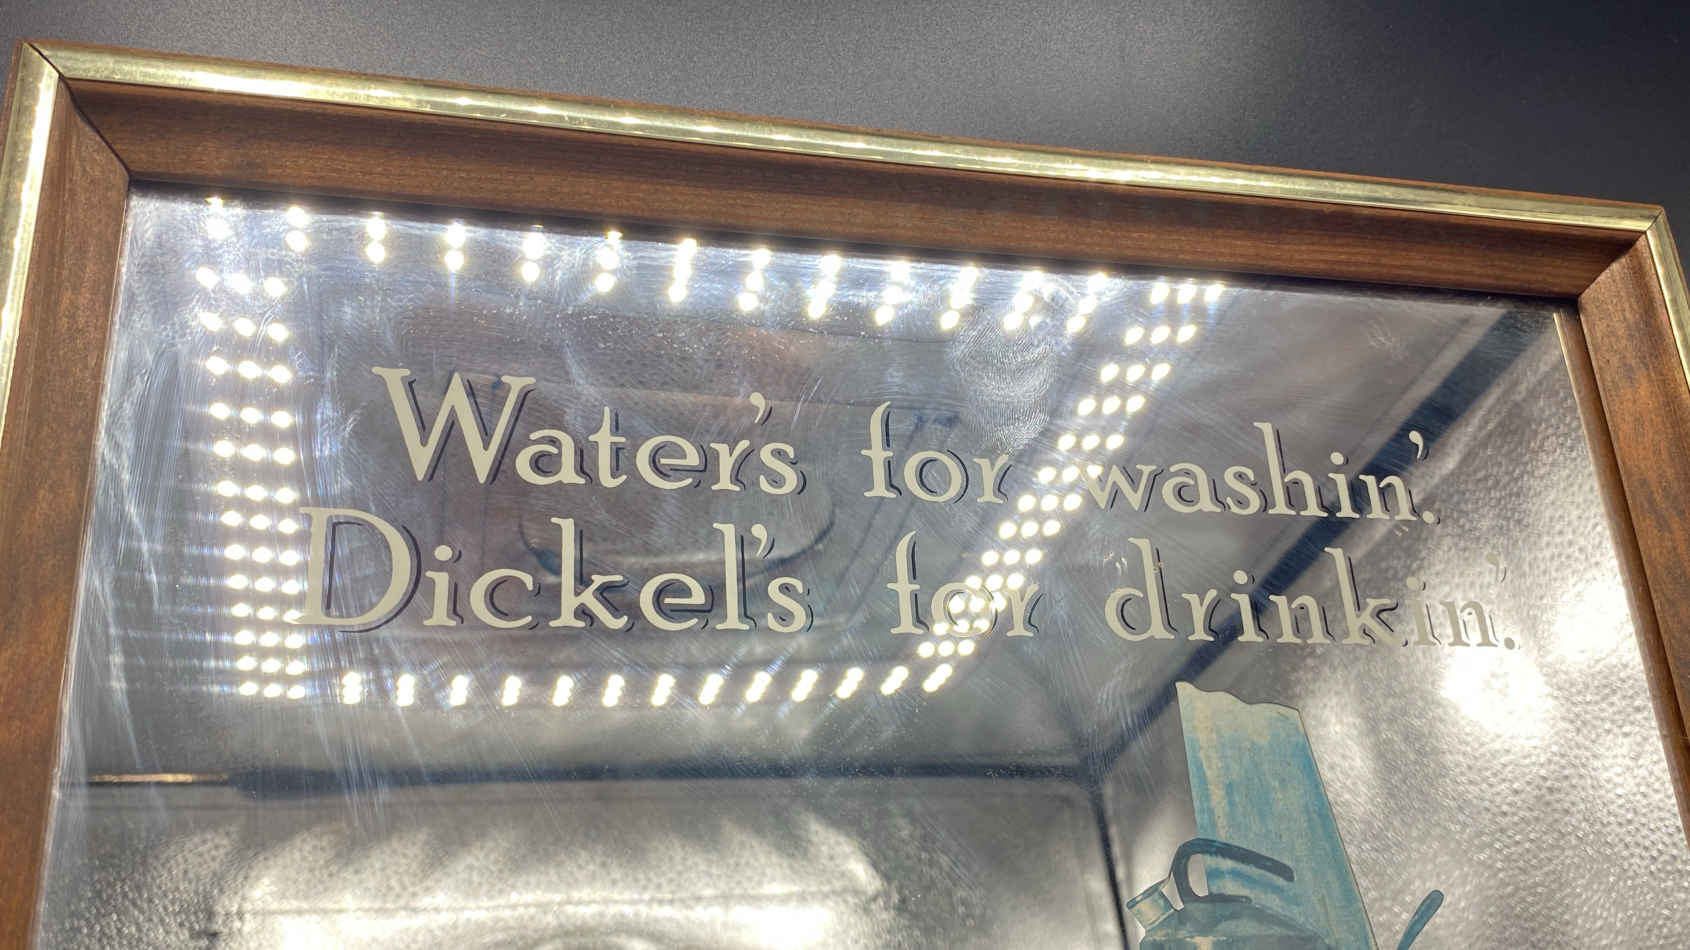 Water's for washin'.
Dickel's for drinkin'.